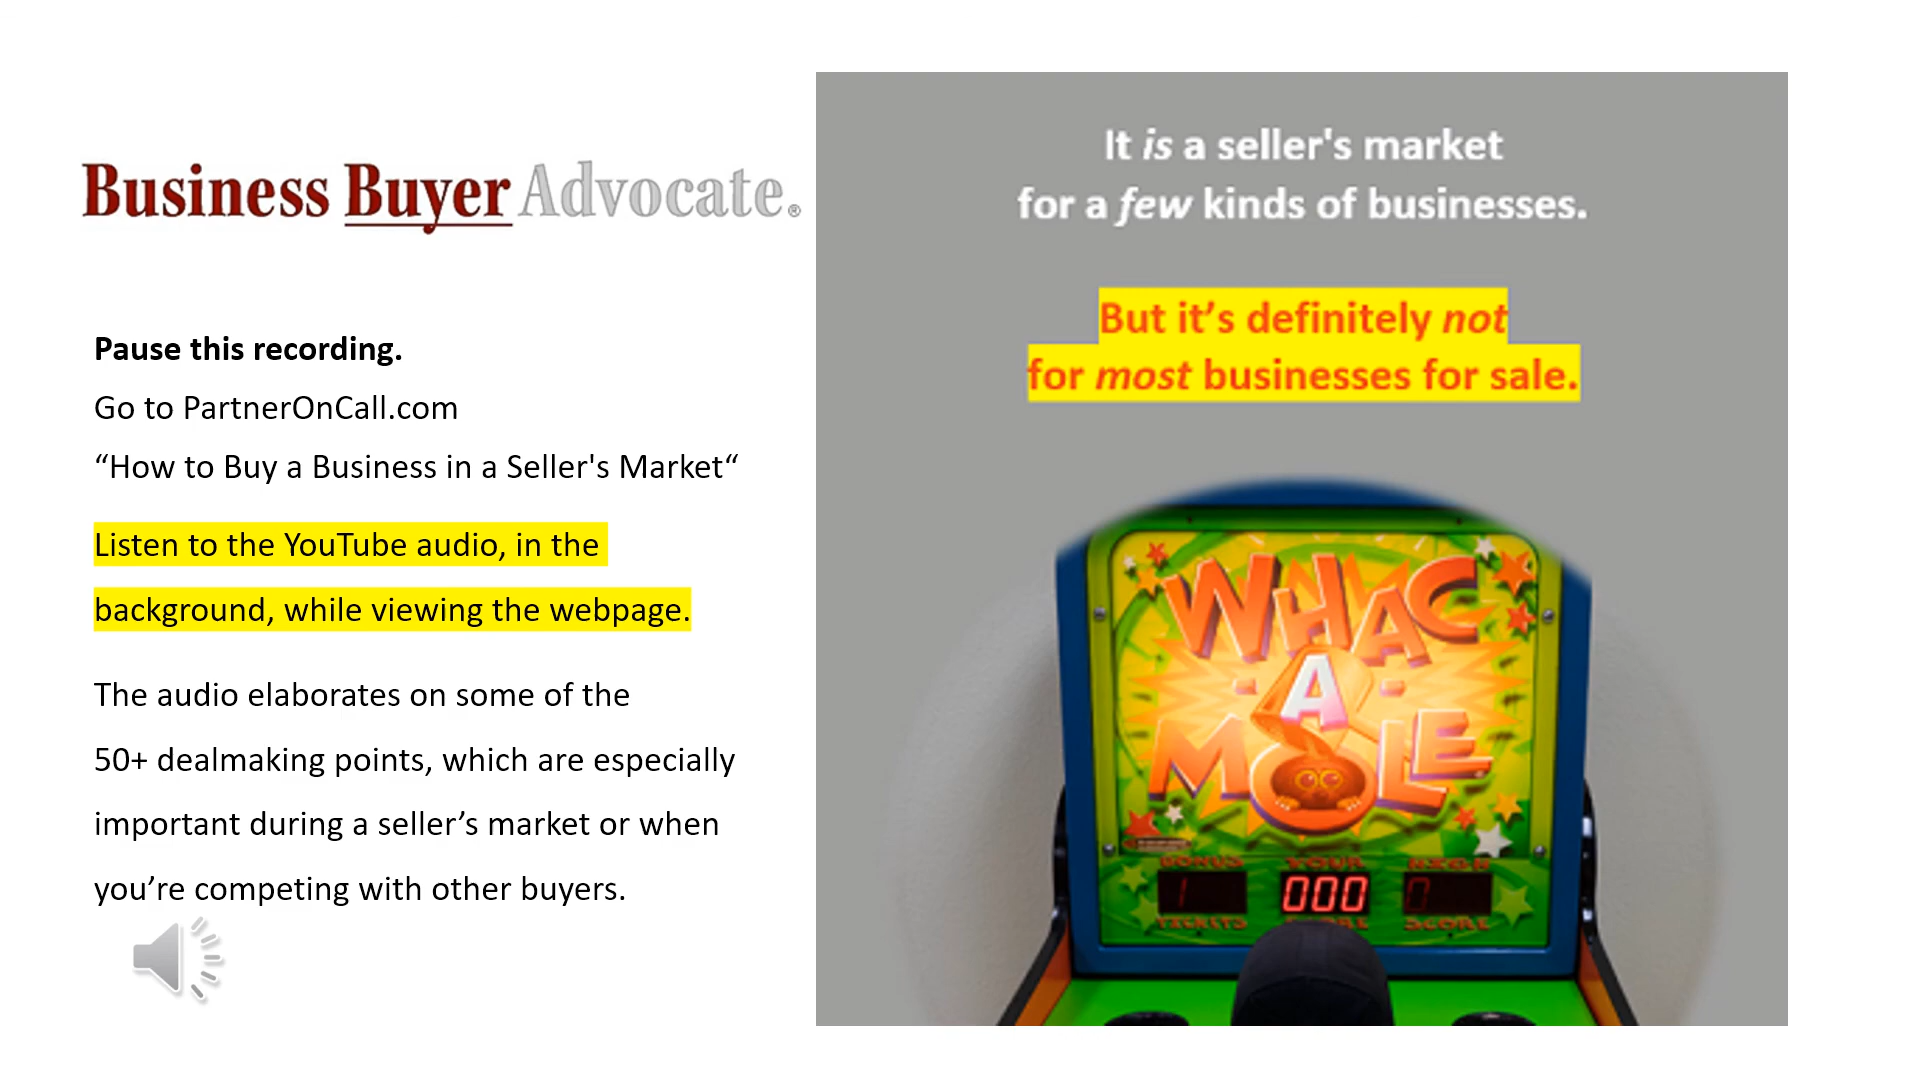 Business Buyer Advocate®
Pause this recording.
Go to PartnerOnCall.com
“How to Buy a Business in a Seller's Market“
Listen to the YouTube audio, in the
background, while viewing the webpage.
The audio elaborates on some of the
50+ dealmaking points, which are especially
important during a seller’s market or when
you’re competing with other buyers.
It is a seller's market
for a few kinds of businesses.
But it’s definitely not
for most businesses for sale.
WHAC
A
MOLE
BONUS YOUR HIGH
1 000 0
TICKETS SCORE SCORE